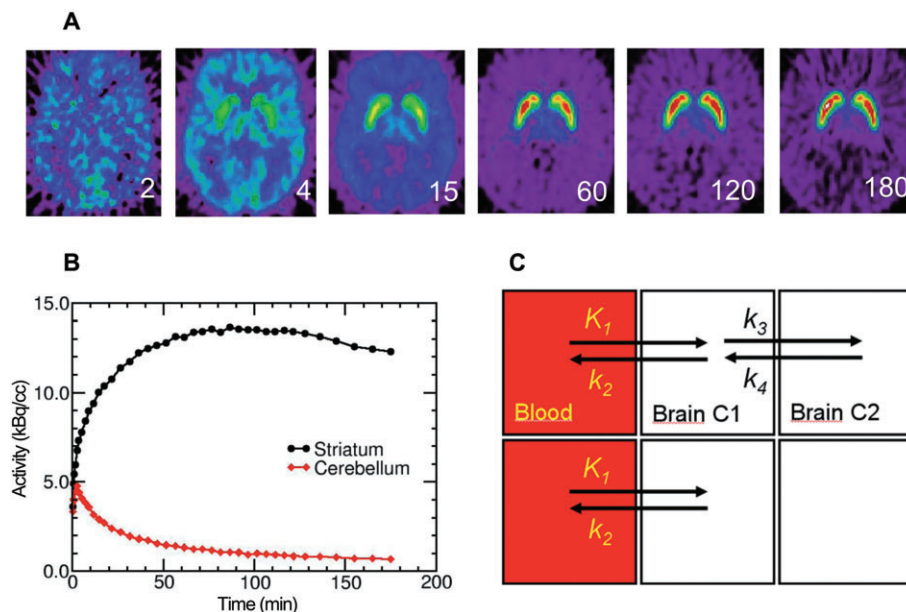 A
2
4
15
60
120
180
B
15.0
10.0
5.0
0.0
Activity (kBq/cc)
Striatum
Cerebellum
0
50
100
150
200
Time (min)
C
K1
k2
k3
k4
Blood
Brain C1
Brain C2
K1
k2